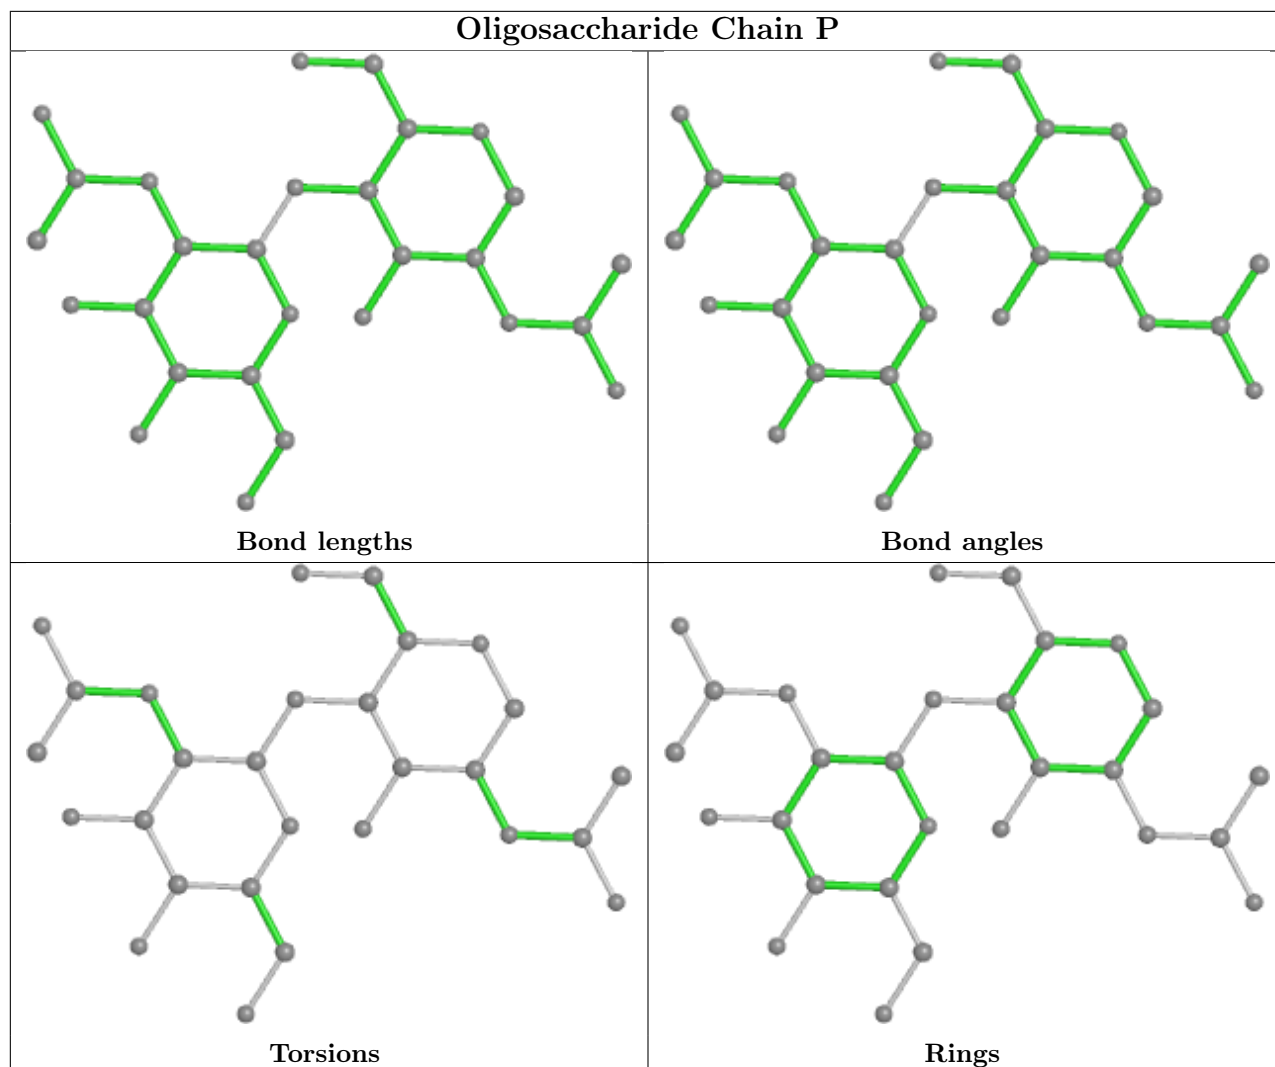 Oligosaccharide Chain P
Bond lengths
Bond angles
Torsions
Rings